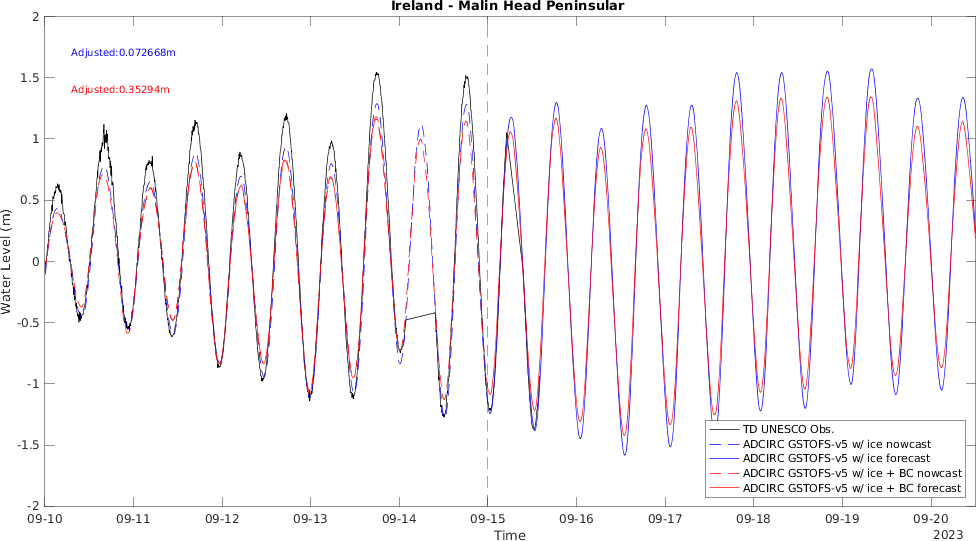 Ireland - Malin Head Peninsular
2
1.5
1
0.5
0
-0.5
-1
-1.5
-2
Water Level (m)
Adjusted:0.072668m
Adjusted:0.35294m
TD UNESCO Obs.
ADCIRC GSTOFS-v5 w/ ice nowcast
ADCIRC GSTOFS-v5 w/ ice forecast
ADCIRC GSTOFS-v5 w/ ice + BC nowcast
ADCIRC GSTOFS-v5 w/ ice + BC forecast
09-10 09-11 09-12 09-13 09-14 09-15 09-16 09-17 09-18 09-19 09-20
Time
2023